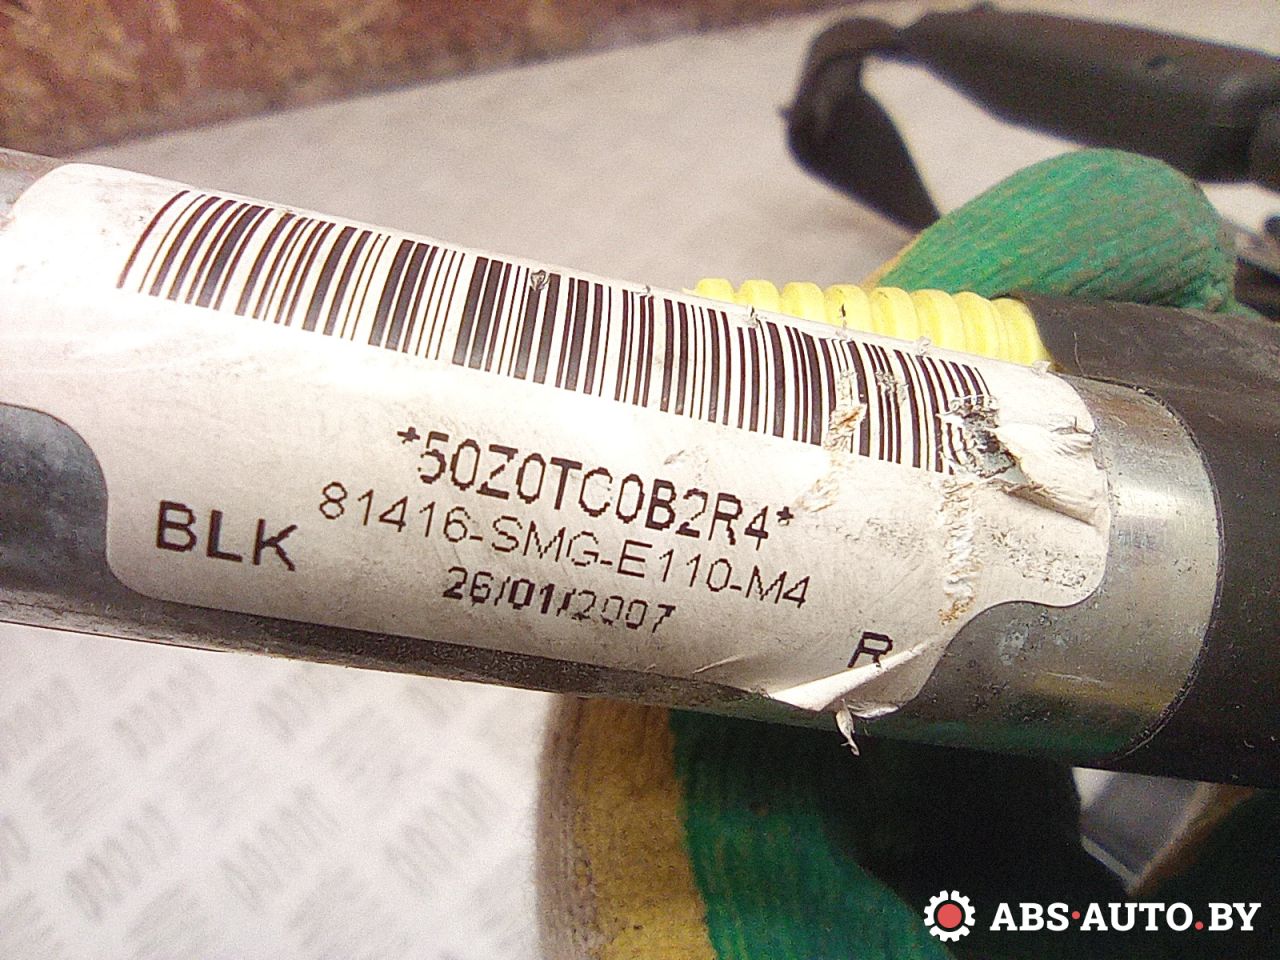 *50Z0TC0B2R4*
81416-SMG-E110-M4
BLK
26/01/2007
R
ABS·AUTO.BY